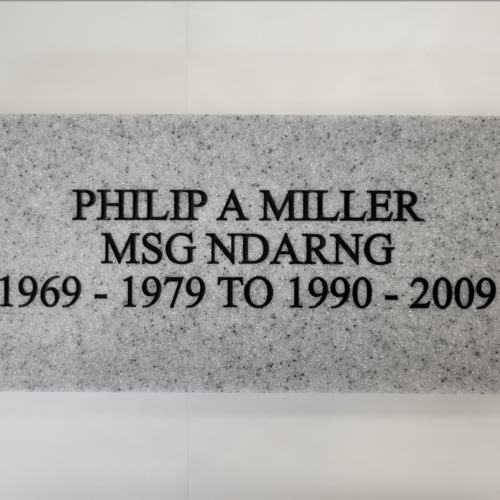 PHILIP A MILLER
MSG NDARNG
1969 - 1979 TO 1990 - 2009